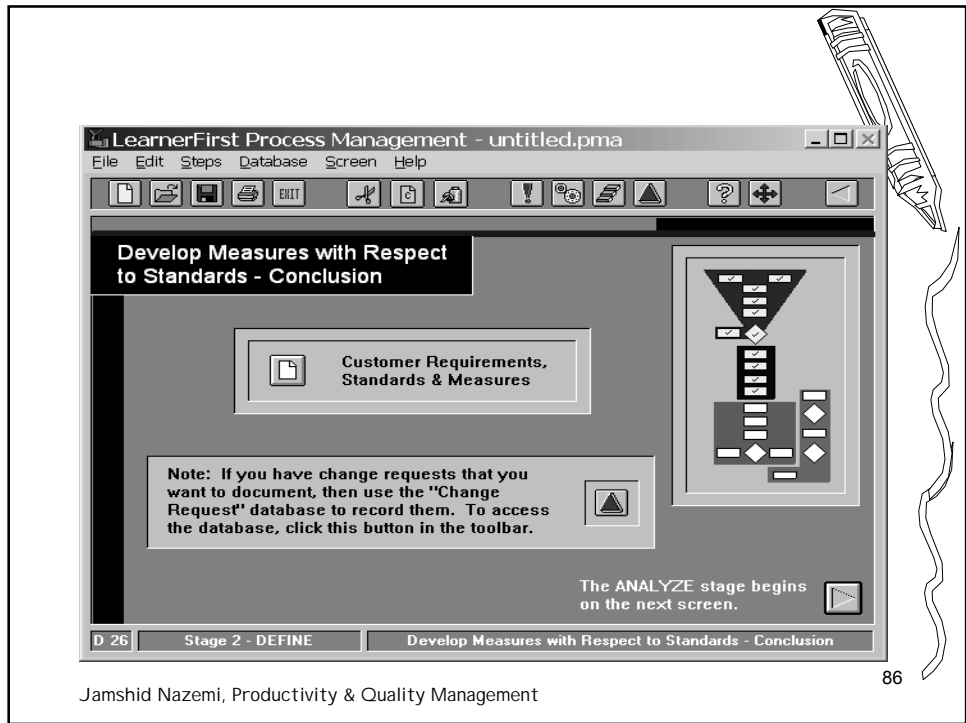 LearnerFirst Process Management - untitled.pma
File Edit Steps Database Screen Help
EXIT
C
?
Develop Measures with Respect
to Standards - Conclusion
Customer Requirements,
Standards & Measures
Note: If you have change requests that you
want to document, then use the "Change
Request" database to record them. To access
the database, click this button in the toolbar.
The ANALYZE stage begins
on the next screen.
D 26 Stage 2 - DEFINE Develop Measures with Respect to Standards - Conclusion
86
Jamshid Nazemi, Productivity & Quality Management